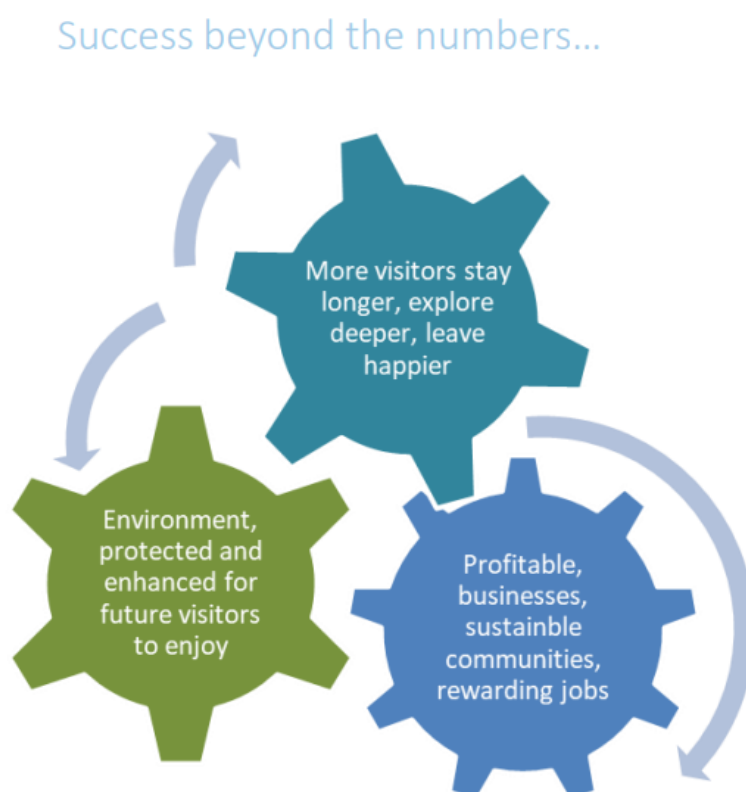 Success beyond the numbers...
More visitors stay
longer, explore
deeper, leave
happier
Environment,
protected and
enhanced for
future visitors
to enjoy
Profitable,
businesses,
sustainble
communities,
rewarding jobs